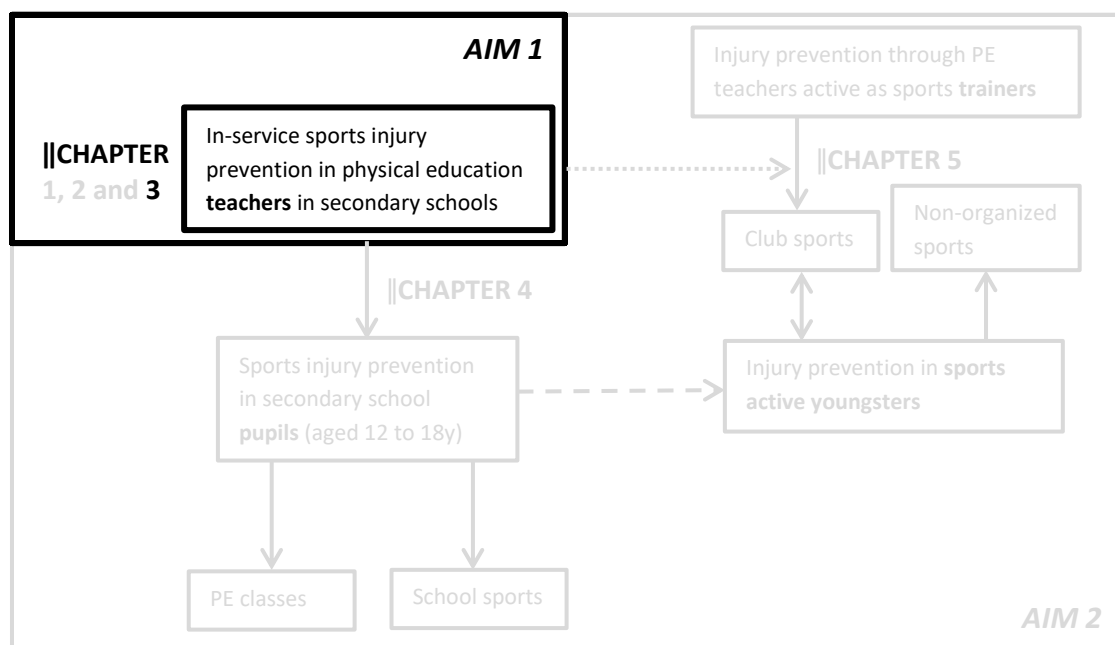 AIM 1
||CHAPTER
1, 2 and 3
In-service sports injury
prevention in physical education
teachers in secondary schools
Injury prevention through PE
teachers active as sports trainers
||CHAPTER 5
Club sports
Non-organized
sports
||CHAPTER 4
Sports injury prevention
in secondary school
pupils (aged 12 to 18y)
Injury prevention in sports
active youngsters
PE classes
School sports
AIM 2